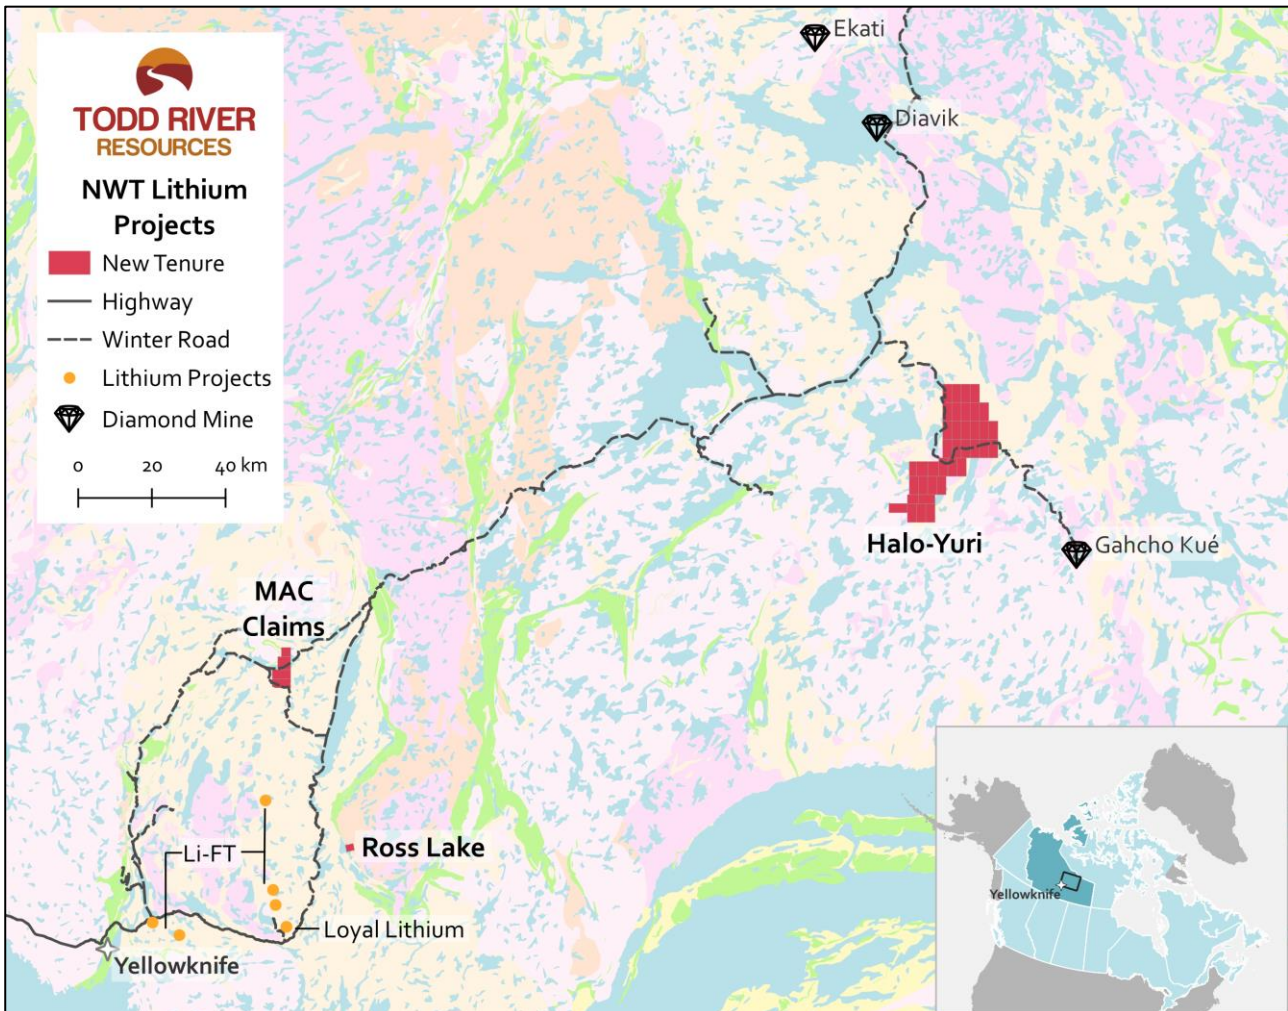 TODD RIVER
RESOURCES
NWT Lithium
Projects
New Tenure
Highway
Winter Road
Lithium Projects
Diamond Mine
0 20 40 km
Ekati
Diavik
Halo-Yuri
Gahcho Kué
MAC
Claims
Ross Lake
Li-FT
Loyal Lithium
Yellowknife
Yellowknife